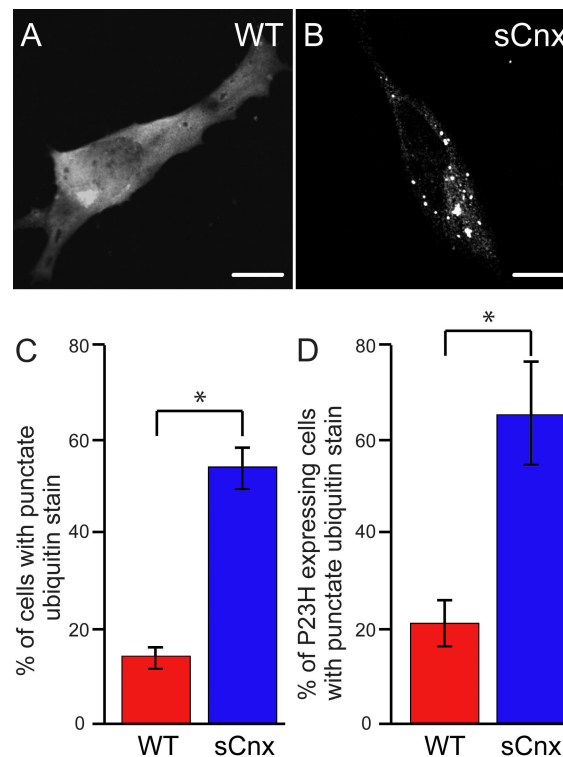 A WT
B sCnx
C
% of cells with punctate
ubiquitin stain
80
60
40
20
0
*
WT sCnx
D
% of P23H expressing cells
with punctate ubiquitin stain
80
60
40
20
0
*
WT sCnx